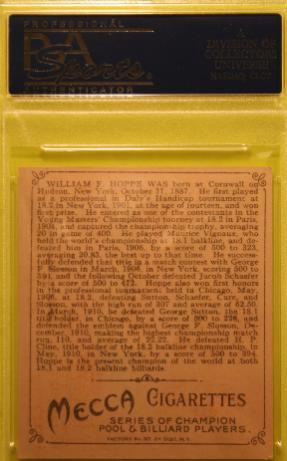 PROFESSIONAL
PSA
Sports
AUTHENTICATOR
A
DIVISION OF
COLLECTORS
UNIVERSE
NASDAQ: CLCT
WILLIAM F. HOPPE WAS born at Cornwall on
Hudson, New York, October 11, 1887. He first played
as a professional in Daly's Handicap tournament at
18.2 in New York, 1901, at the age of fourteen, and won
first prize. He entered as one of the contestants in the
Young Masters' Championship tourney at 18.2 in Paris,
1904, and captured the championship trophy, averaging
20 in game of 400. He played Maurice Vignaux, who
held the world's championship at 18.1 balkline, and de-
feated him in Paris, 1906, by a score of 500 to 323,
averaging 20.83, the best up to that time. He success-
fully defended that title in a match contest with George
F. Slosson in March, 1906, in New York, scoring 500 to
391, and the following October defeated Jacob Schaefer
by a score of 500 to 472. Hoppe also won first honors
in the professional tournament, held in Chicago, May,
1906, at 18.2, defeating Sutton, Schaefer, Cure, and
Slosson, with the high run of 307 and average of 62.50.
In March, 1910, he defeated George Sutton, the 18.1
title holder, in Chicago, by a score of 500 to and
defended the emblem against George F. Slosson, De-
cember, 1910, making the highest championship match
run, 110, and average of 22.22. He defeated H. P.
Cline, title holder of the 18.2 balkline championship, in
May, 1910, in New York, by a score of 500 to 394.
Hoppe is the present champion of the world at both
18.1 and 18.2 balkline billiards.
MECCA CIGARETTES
SERIES OF CHAMPION
POOL & BILLIARD PLAYERS.
FACTORY NO. DIST. N.Y.